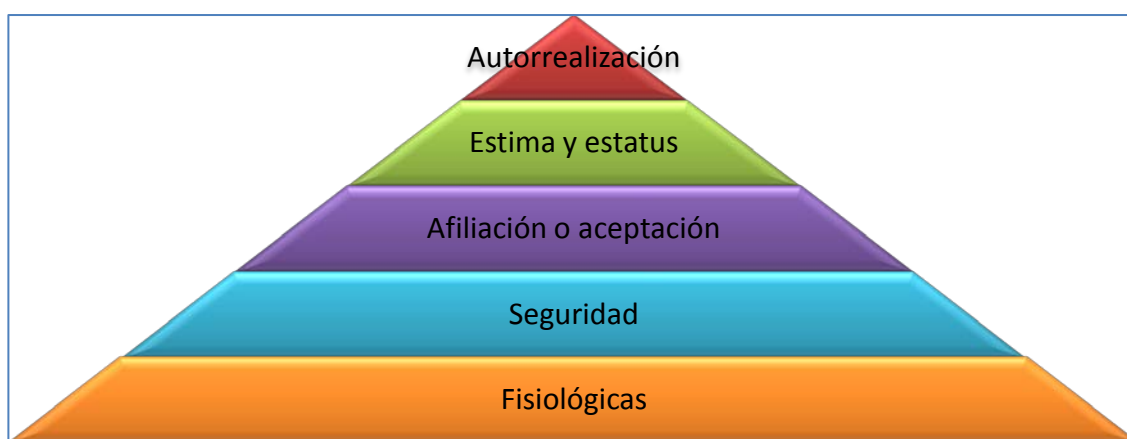 Autorrealización
Estima y estatus
Afiliación o aceptación
Seguridad
Fisiológicas